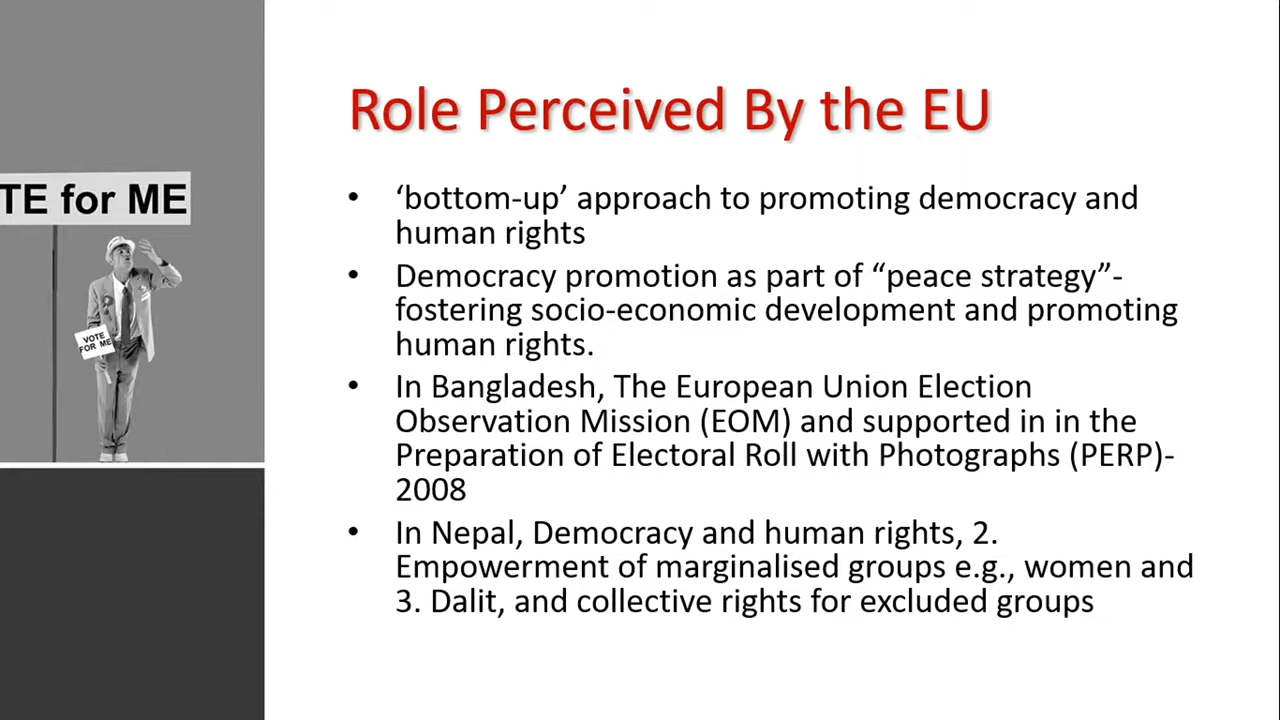 Role Perceived By the EU
TE for ME
VOTE
FOR ME
• ‘bottom-up’ approach to promoting democracy and
human rights
• Democracy promotion as part of “peace strategy”-
fostering socio-economic development and promoting
human rights.
• In Bangladesh, The European Union Election
Observation Mission (EOM) and supported in in the
Preparation of Electoral Roll with Photographs (PERP)-
2008
• In Nepal, Democracy and human rights, 2.
Empowerment of marginalised groups e.g., women and
3. Dalit, and collective rights for excluded groups